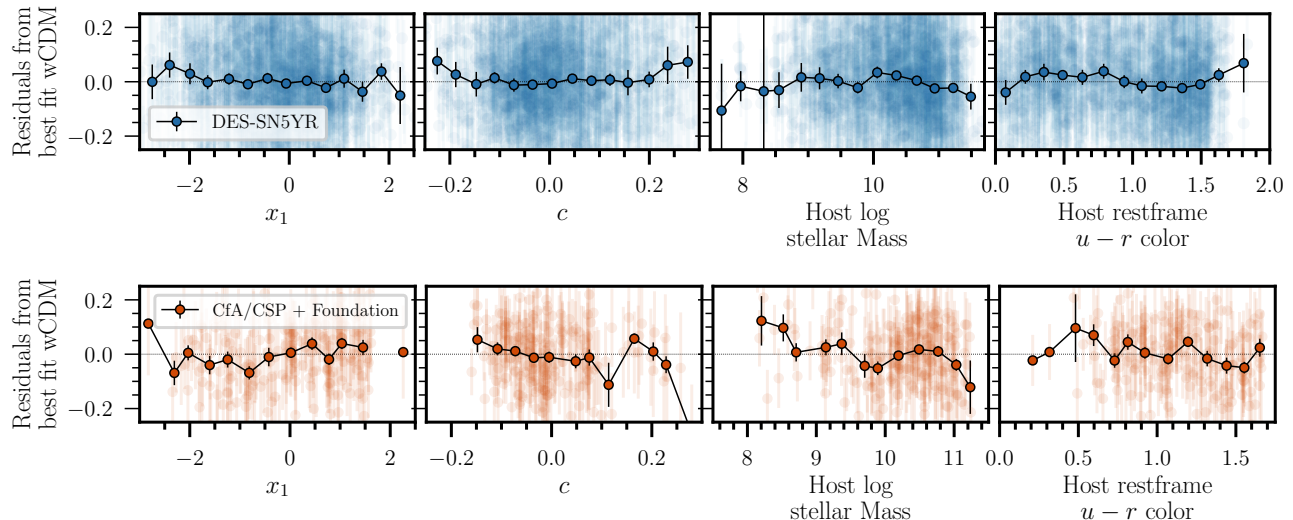 Residuals from
best fit wCDM
0.2
0.0
−0.2
DES-SN5YR
−2 0 2
x₁
−0.2 0.0 0.2
c
8 10
Host log
stellar Mass
0.0 0.5 1.0 1.5 2.0
Host restframe
u − r color
Residuals from
best fit wCDM
0.2
0.0
−0.2
CfA/CSP + Foundation
−2 0 2
x₁
−0.2 0.0 0.2
c
8 9 10 11
Host log
stellar Mass
0.0 0.5 1.0 1.5
Host restframe
u − r color